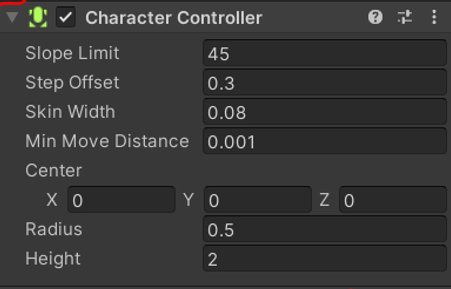 Character Controller
Slope Limit 45
Step Offset 0.3
Skin Width 0.08
Min Move Distance 0.001
Center
X 0 Y 0 Z 0
Radius 0.5
Height 2